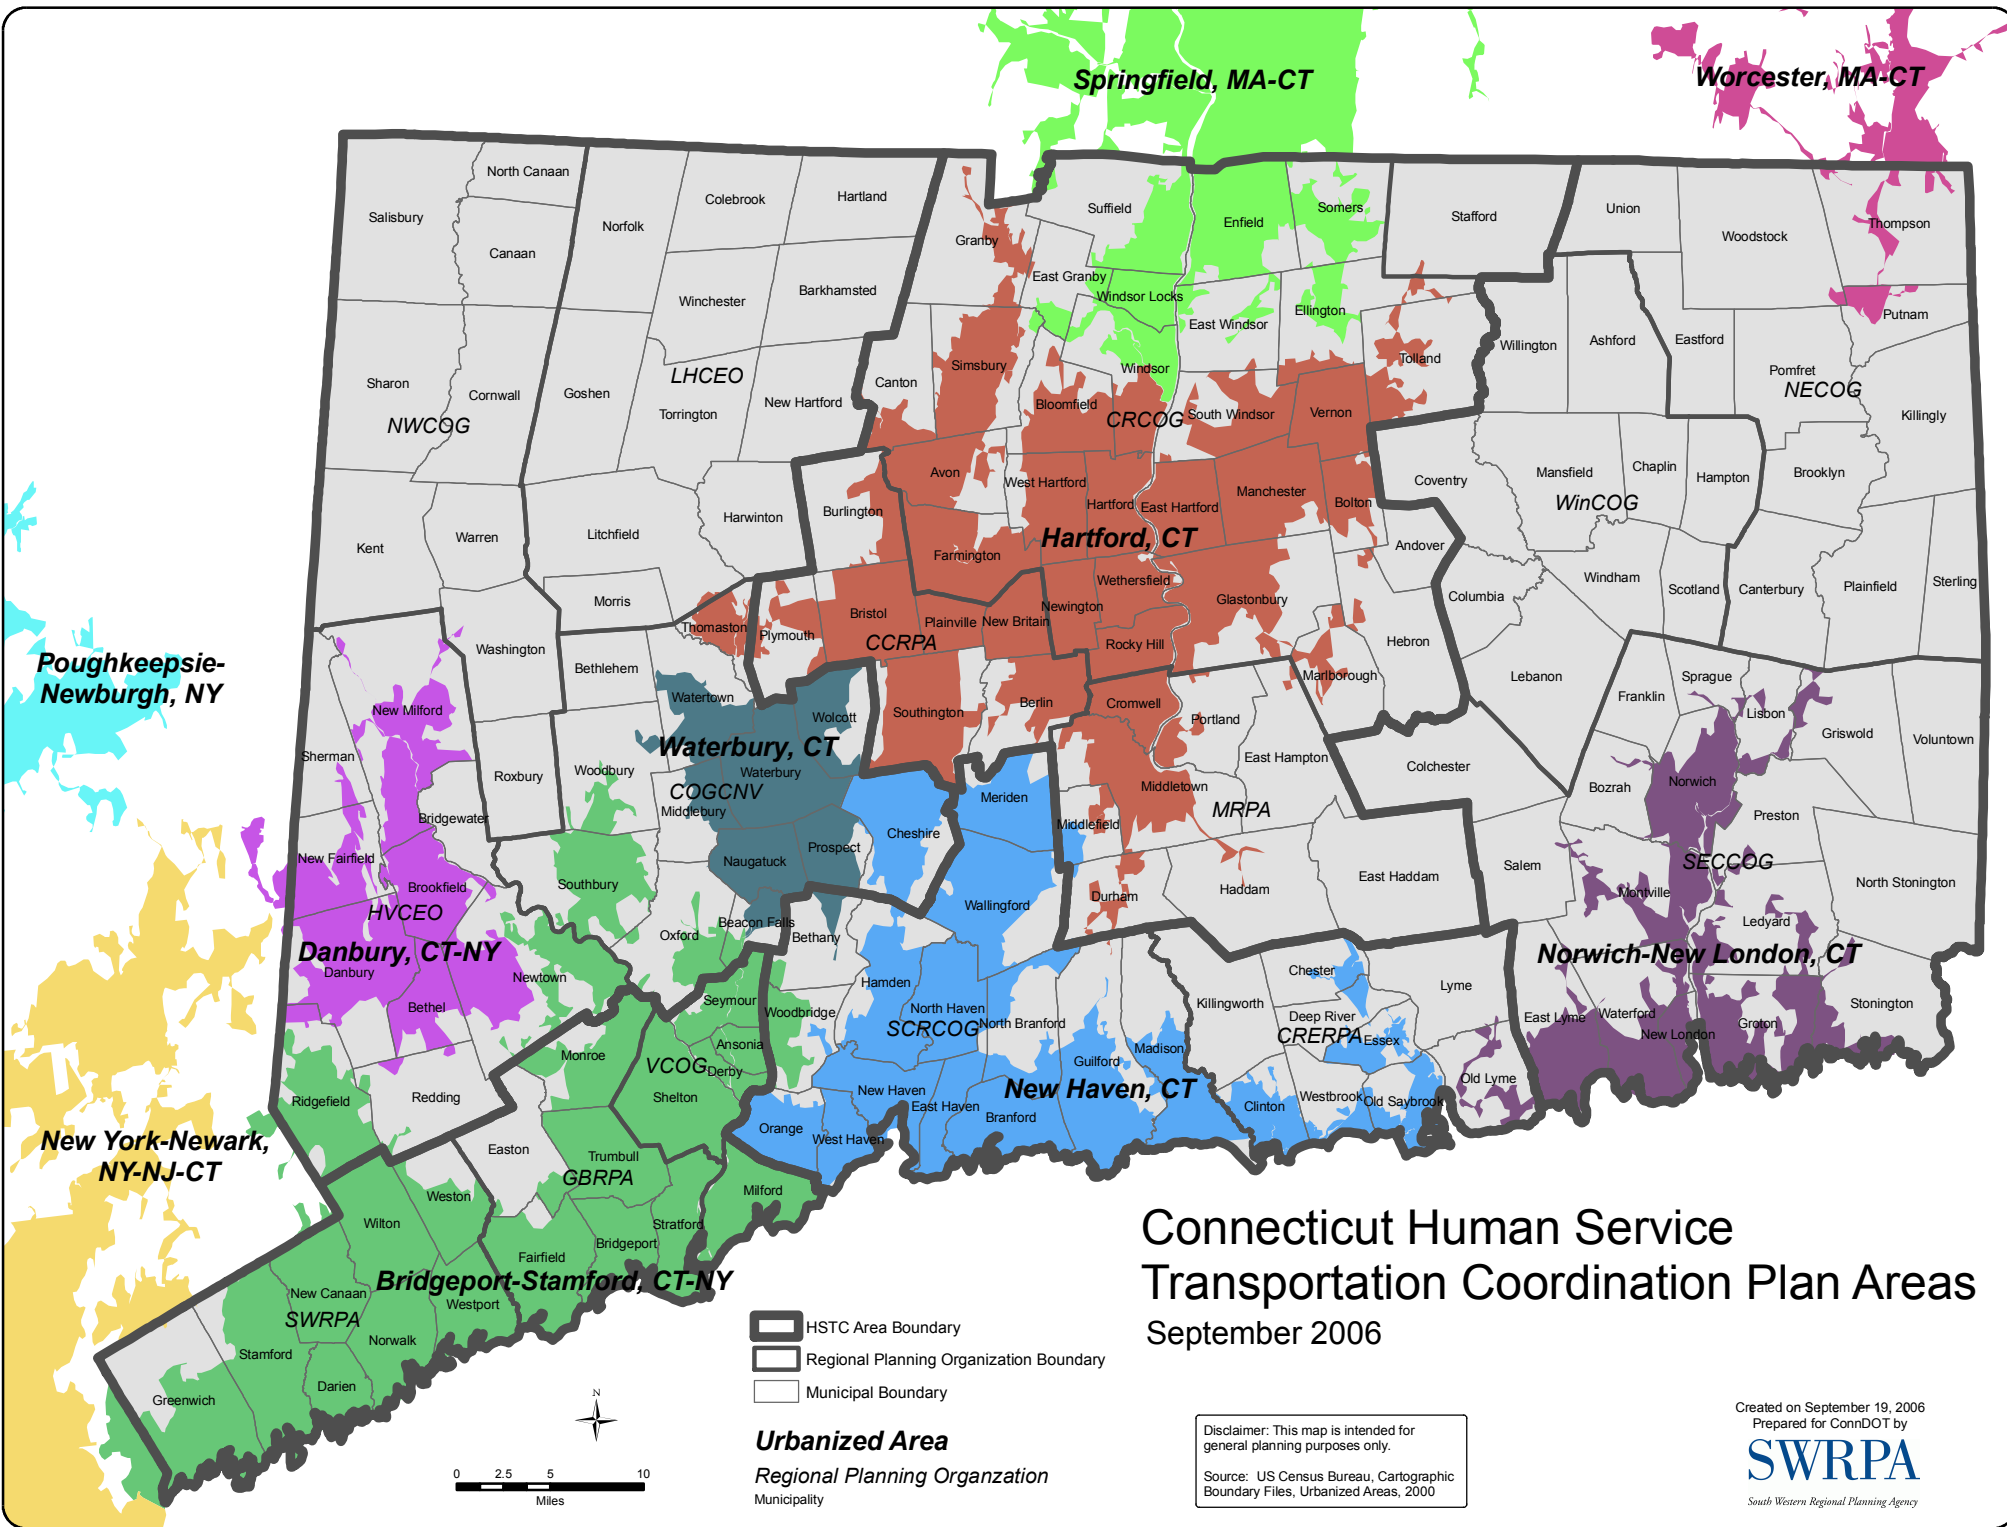 Springfield, MA-CT
Worcester, MA-CT
North Canaan
Colebrook
Hartland
Salisbury
Canaan
Norfolk
Granby
Suffield
Enfield
Somers
Stafford
Union
Woodstock
Thompson
East Granby
Windsor Locks
Winchester
Barkhamsted
East Windsor
Ellington
Putnam
Willington
Ashford
Eastford
Tolland
Simsbury
Windsor
Pomfret
NECOG
Sharon
Cornwall
NWCOG
Goshen
LHCEO
Torrington
New Hartford
Canton
Bloomfield
CRCOG
South Windsor
Vernon
Killingly
Avon
West Hartford
Hartford
East Hartford
Manchester
Bolton
Coventry
Mansfield
WinCOG
Chaplin
Hampton
Brooklyn
Kent
Warren
Litchfield
Harwinton
Burlington
Farmington
Hartford, CT
Andover
Morris
Thomaston
Plymouth
Bristol
CCRPA
Plainville
New Britain
Newington
Wethersfield
Rocky Hill
Glastonbury
Hebron
Columbia
Windham
Scotland
Canterbury
Plainfield
Sterling
Poughkeepsie-
Newburgh, NY
Washington
Bethlehem
Watertown
Wolcott
Southington
Berlin
Cromwell
Portland
Marlborough
Lebanon
Franklin
Sprague
Lisbon
Griswold
Voluntown
New Milford
Sherman
Roxbury
Woodbury
Waterbury, CT
Waterbury
COGCNV
Middlebury
Bridgewater
East Hampton
Colchester
Bozrah
Norwich
Preston
Meriden
Middletown
MRPA
Middlefield
Cheshire
Prospect
Naugatuck
New Fairfield
Brookfield
HVCEO
Southbury
Wallingford
Durham
Haddam
East Haddam
Salem
SECCOG
Montville
North Stonington
Ledyard
Danbury, CT-NY
Danbury
Newtown
Bethel
Oxford
Beacon Falls
Bethany
Norwich-New London, CT
Hamden
North Haven
SCRCOG
North Branford
Killingworth
Chester
Deep River
CRERPA
Essex
Lyme
East Lyme
Waterford
New London
Groton
Stonington
Seymour
Woodbridge
Ansonia
VCOG
Derby
Shelton
Monroe
Guilford
Madison
Ridgefield
Redding
New Haven
New Haven, CT
East Haven
Branford
Clinton
Westbrook
Old Saybrook
Old Lyme
New York-Newark,
NY-NJ-CT
Easton
Trumbull
GBRPA
Orange
West Haven
Milford
Weston
Wilton
Stratford
Bridgeport
Fairfield
Bridgeport-Stamford, CT-NY
New Canaan
SWRPA
Westport
Norwalk
Stamford
Darien
Greenwich
Connecticut Human Service
Transportation Coordination Plan Areas
September 2006
HSTC Area Boundary
Regional Planning Organization Boundary
Municipal Boundary
Urbanized Area
Regional Planning Organzation
Municipality
N
0 2.5 5 10
Miles
Disclaimer: This map is intended for
general planning purposes only.
Source: US Census Bureau, Cartographic
Boundary Files, Urbanized Areas, 2000
Created on September 19, 2006
Prepared for ConnDOT by
SWRPA
South Western Regional Planning Agency